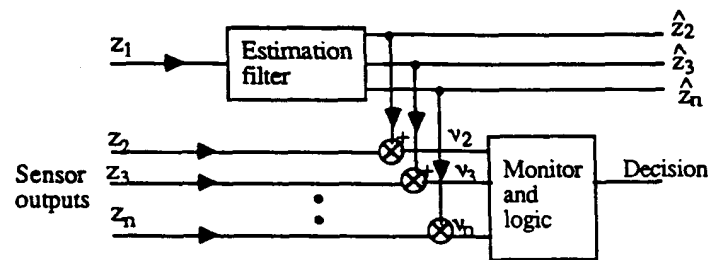 z1
Estimation
filter
ẑ2
ẑ3
ẑn
z2
+
ν2
z3
+
ν3
Sensor
outputs
zn
νn
Monitor
and
logic
Decision